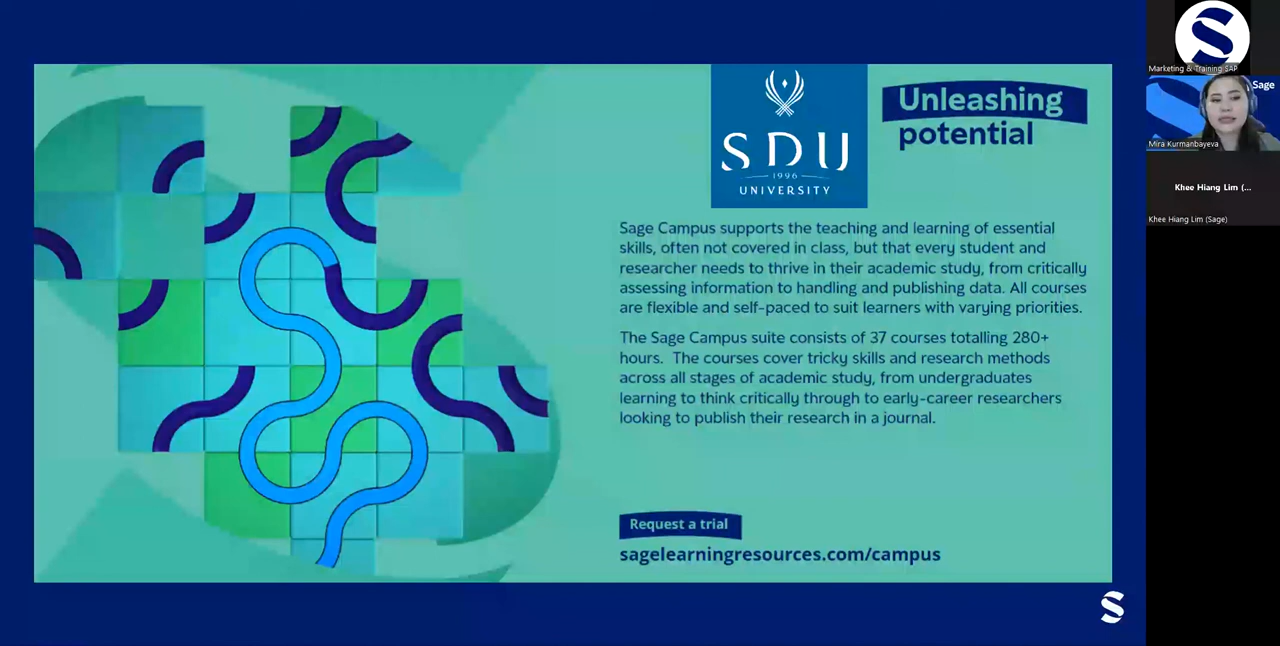 SDU
1996
UNIVERSITY
Unleashing
potential
Sage Campus supports the teaching and learning of essential
skills, often not covered in class, but that every student and
researcher needs to thrive in their academic study, from critically
assessing information to handling and publishing data. All courses
are flexible and self-paced to suit learners with varying priorities.
The Sage Campus suite consists of 37 courses totalling 280+
hours. The courses cover tricky skills and research methods
across all stages of academic study, from undergraduates
learning to think critically through to early-career researchers
looking to publish their research in a journal.
Request a trial
sagelearningresources.com/campus
S
S
Marketing & Training SAP
Sage
Mira Kurmanbayeva
Khee Hiang Lim (...
Khee Hiang Lim (Sage)